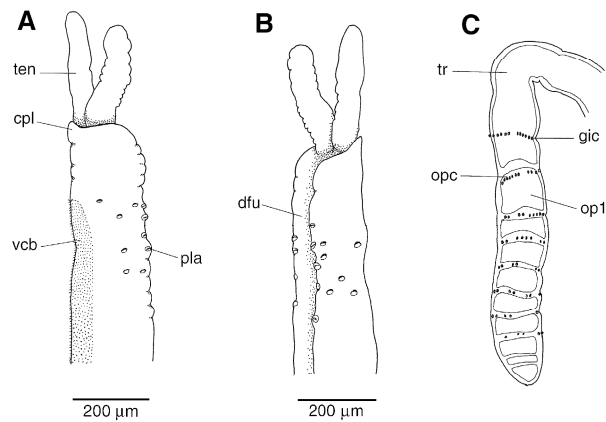 A
B
C
ten
cpl
vcb
pla
dfu
tr
gic
opc
op1
200 µm
200 µm